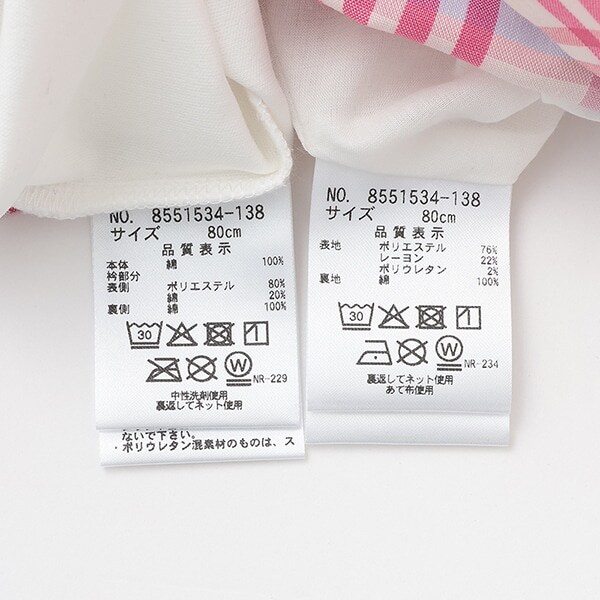 NO. 8551534-138
サイズ 80cm
品質表示
本体 綿 100%
衿部分
表側 ポリエステル 80%
綿 20%
裏側 綿 100%
30
W
NR-229
中性洗剤使用
裏返してネット使用
ないで下さい。
・ポリウレタン混素材のものは、ス
NO. 8551534-138
サイズ 80cm
品質表示
表地 ポリエステル 76%
レーヨン 22%
ポリウレタン 2%
裏地 綿 100%
30
W
NR-234
裏返してネット使用
あて布使用